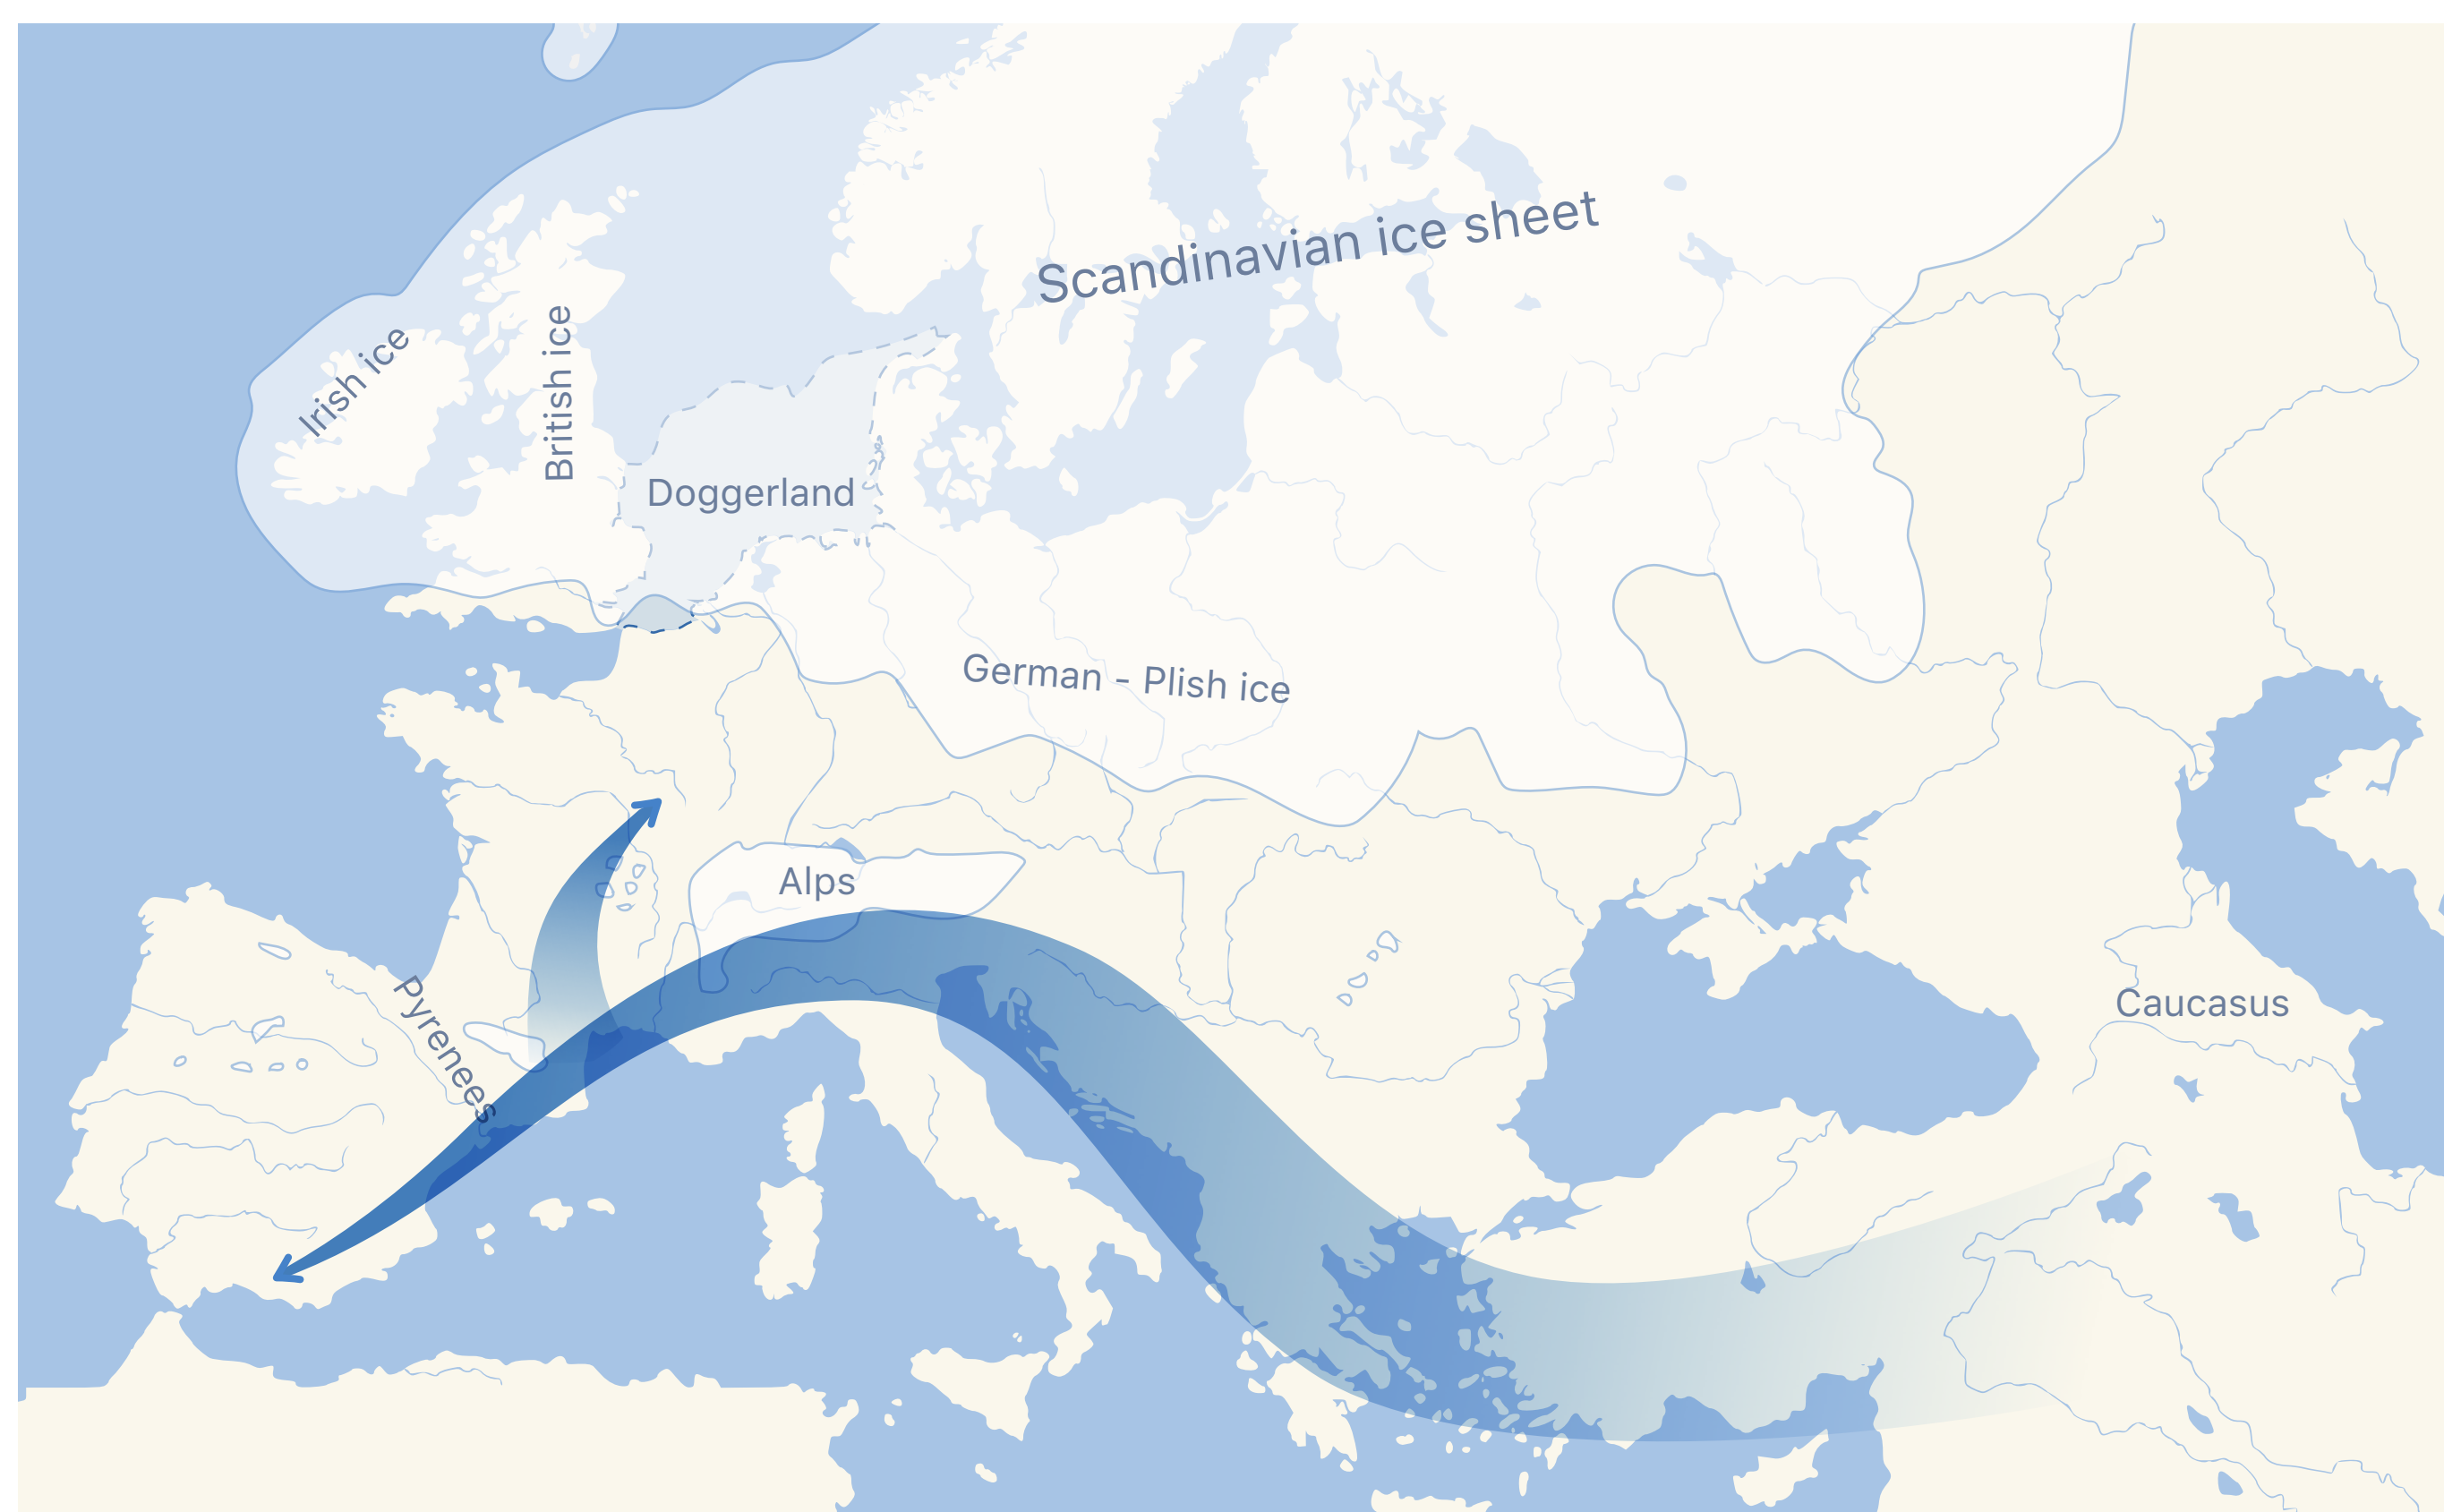 Scandinavian ice sheet
Irish ice
British ice
Doggerland
German - Plish ice
Alps
Pyrenees
Caucasus